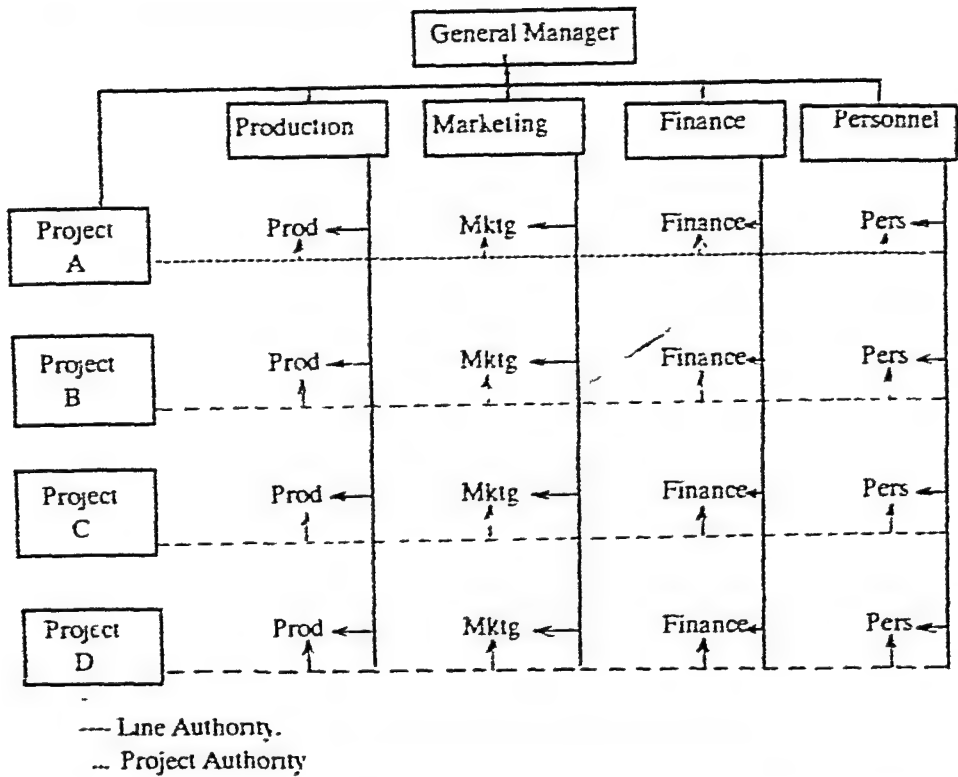 General Manager
Production Marketing Finance Personnel
Project
A
Prod Mktg Finance Pers
Project
B
Prod Mktg Finance Pers
Project
C
Prod Mktg Finance Pers
Project
D
Prod Mktg Finance Pers
---- Line Authority.
... Project Authority